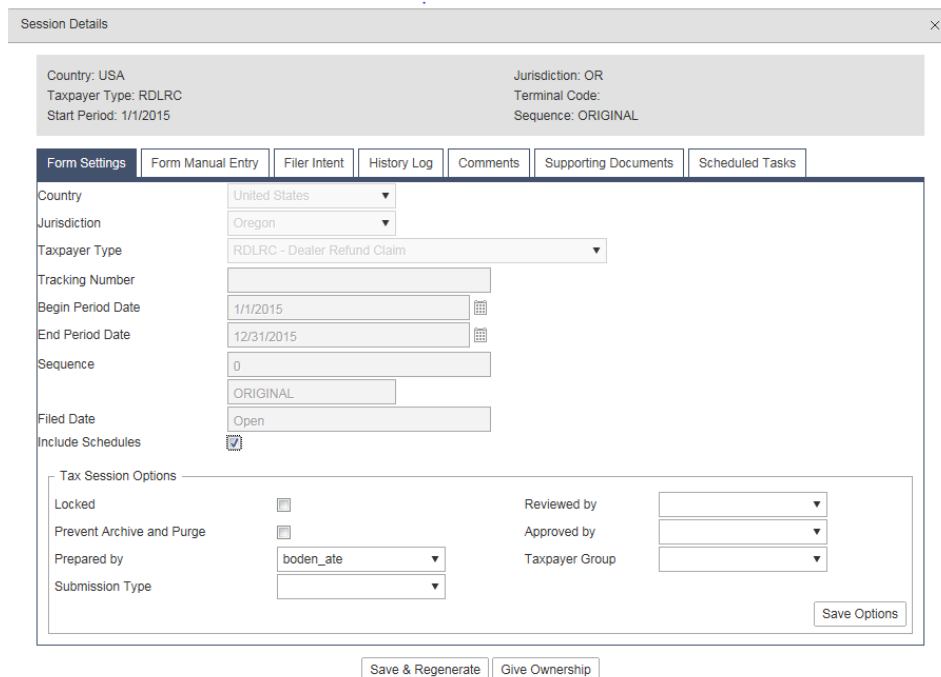 Session Details
Country: USA
Jurisdiction: OR
Taxpayer Type: RDLRC
Terminal Code:
Start Period: 1/1/2015
Sequence: ORIGINAL
Form Settings
Form Manual Entry
Filer Intent
History Log
Comments
Supporting Documents
Scheduled Tasks
Country
United States
Jurisdiction
Oregon
Taxpayer Type
RDLRC - Dealer Refund Claim
Tracking Number
Begin Period Date
1/1/2015
End Period Date
12/31/2015
Sequence
0
ORIGINAL
Filed Date
Open
Include Schedules
Tax Session Options
Locked
Reviewed by
Prevent Archive and Purge
Approved by
Prepared by
boden_ate
Taxpayer Group
Submission Type
Save Options
Save & Regenerate
Give Ownership